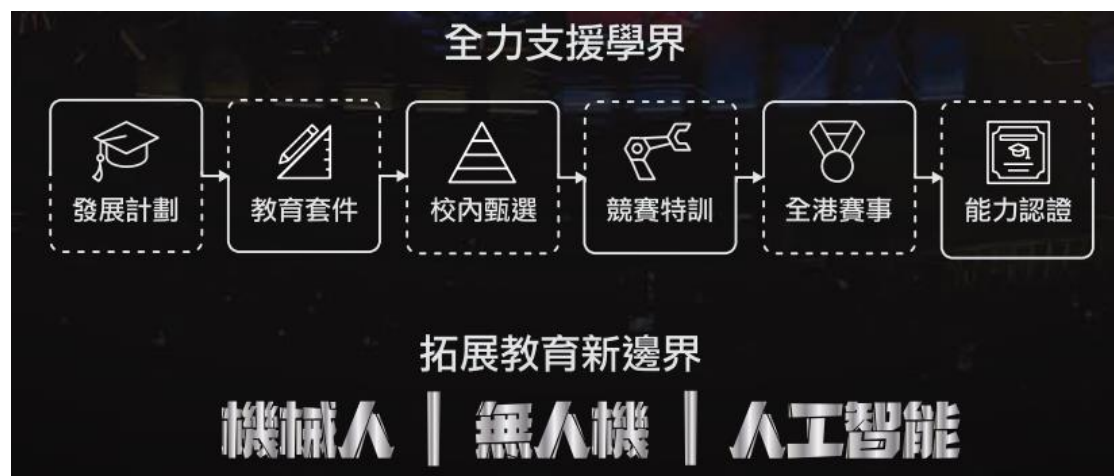 全力支援學界
發展計劃 教育套件 校內甄選 競賽特訓 全港賽事 能力認證
拓展教育新邊界
機械人 | 無人機 | 人工智能